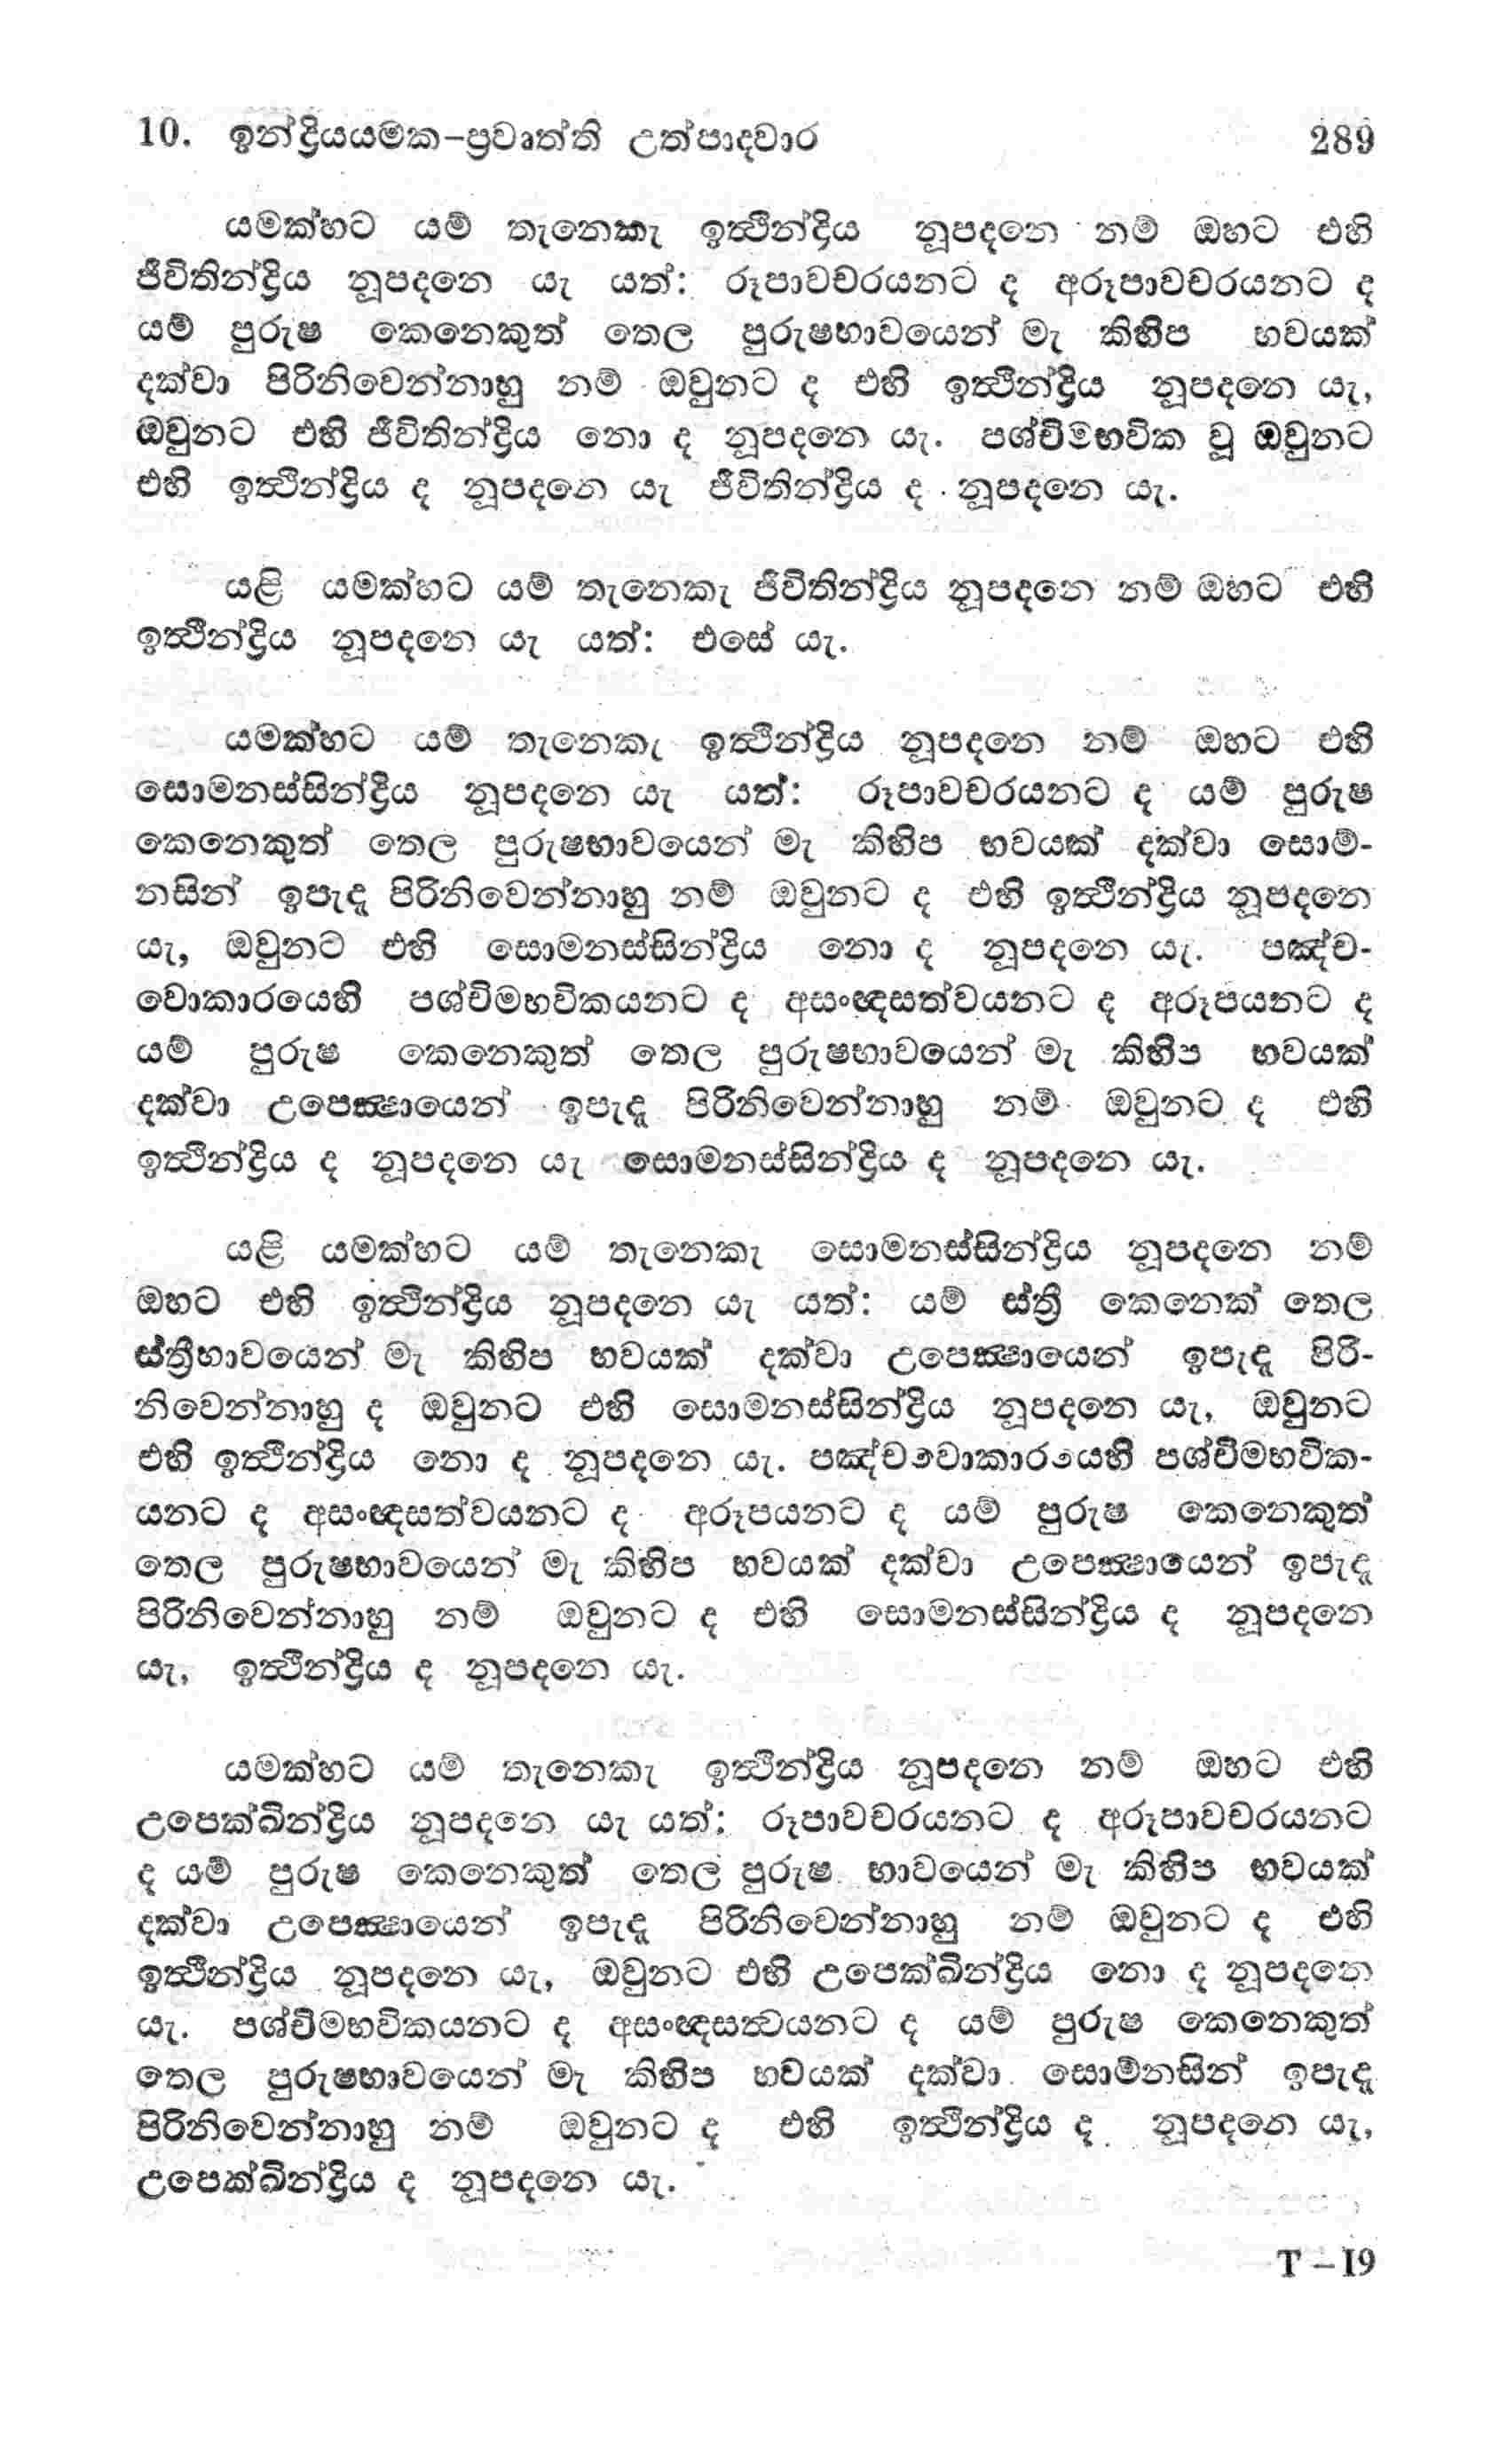 10. ඉන්ද්‍රියයමක-ප්‍රවෘත්ති උත්පාදවාර 289
යමක්හට යම් තැනෙකැ ඉත්‍ථින්ද්‍රිය නූපදනෙ නම් ඔහට එහි
ජීවිතින්ද්‍රිය නූපදනෙ යැ යත්: රූපාවචරයනට ද අරූපාවචරයනට ද
යම් පුරුෂ කෙනෙකුත් තෙල පුරුෂභාවයෙන් මැ කිහිප භවයක්
දක්වා පිරිනිවෙන්නාහු නම් ඔවුනට ද එහි ඉත්‍ථින්ද්‍රිය නූපදනෙ යැ,
ඔවුනට එහි ජීවිතින්ද්‍රිය නො ද නූපදනෙ යැ. පශ්චිමභවික වූ ඔවුනට
එහි ඉත්‍ථින්ද්‍රිය ද නූපදනෙ යැ ජීවිතින්ද්‍රිය ද නූපදනෙ යැ.
යළි යමක්හට යම් තැනෙකැ ජීවිතින්ද්‍රිය නූපදනෙ නම් ඔහට එහි
ඉත්‍ථින්ද්‍රිය නූපදනෙ යැ යත්: එසේ යැ.
යමක්හට යම් තැනෙකැ ඉත්‍ථින්ද්‍රිය නූපදනෙ නම් ඔහට එහි
සොමනස්සින්ද්‍රිය නූපදනෙ යැ යත්: රූපාවචරයනට ද යම් පුරුෂ
කෙනෙකුත් තෙල පුරුෂභාවයෙන් මැ කිහිප භවයක් දක්වා සොම්-
නසින් ඉපැදූ පිරිනිවෙන්නාහු නම් ඔවුනට ද එහි ඉත්‍ථින්ද්‍රිය නූපදනෙ
යැ, ඔවුනට එහි සොමනස්සින්ද්‍රිය නො ද නූපදනෙ යැ. පඤ්ච-
වොකාරයෙහි පශ්චිමභවිකයනට ද අසංඥසත්වයනට ද අරූපයනට ද
යම් පුරුෂ කෙනෙකුත් තෙල පුරුෂභාවයෙන් මැ කිහිප භවයක්
දක්වා උපෙක්‍ෂායෙන් ඉපැදූ පිරිනිවෙන්නාහු නම් ඔවුනට ද එහි
ඉත්‍ථින්ද්‍රිය ද නූපදනෙ යැ සොමනස්සින්ද්‍රිය ද නූපදනෙ යැ.
යළි යමක්හට යම් තැනෙකැ සොමනස්සින්ද්‍රිය නූපදනෙ නම්
ඔහට එහි ඉත්‍ථින්ද්‍රිය නූපදනෙ යැ යත්: යම් ස්ත්‍රී කෙනෙක් තෙල
ස්ත්‍රීභාවයෙන් මැ කිහිප භවයක් දක්වා උපෙක්‍ෂායෙන් ඉපැදූ පිරි-
නිවෙන්නාහු ද ඔවුනට එහි සොමනස්සින්ද්‍රිය නූපදනෙ යැ, ඔවුනට
එහි ඉත්‍ථින්ද්‍රිය නො ද නූපදනෙ යැ. පඤ්චවොකාරයෙහි පශ්චිමභවික-
යනට ද අසංඥසත්වයනට ද අරූපයනට ද යම් පුරුෂ කෙනෙකුත්
තෙල පුරුෂභාවයෙන් මැ කිහිප භවයක් දක්වා උපෙක්‍ෂායෙන් ඉපැදූ
පිරිනිවෙන්නාහු නම් ඔවුනට ද එහි සොමනස්සින්ද්‍රිය ද නූපදනෙ
යැ, ඉත්‍ථින්ද්‍රිය ද නූපදනෙ යැ.
යමක්හට යම් තැනෙකැ ඉත්‍ථින්ද්‍රිය නූපදනෙ නම් ඔහට එහි
උපෙක්ඛින්ද්‍රිය නූපදනෙ යැ යත්: රූපාවචරයනට ද අරූපාවචරයනට
ද යම් පුරුෂ කෙනෙකුත් තෙල පුරුෂ භාවයෙන් මැ කිහිප භවයක්
දක්වා උපෙක්‍ෂායෙන් ඉපැදූ පිරිනිවෙන්නාහු නම් ඔවුනට ද එහි
ඉත්‍ථින්ද්‍රිය නූපදනෙ යැ, ඔවුනට එහි උපෙක්ඛින්ද්‍රිය නො ද නූපදනෙ
යැ. පශ්චිමභවිකයනට ද අසංඥසත්‍වයනට ද යම් පුරුෂ කෙනෙකුත්
තෙල පුරුෂභාවයෙන් මැ කිහිප භවයක් දක්වා සොම්නසින් ඉපැදූ
පිරිනිවෙන්නාහු නම් ඔවුනට ද එහි ඉත්‍ථින්ද්‍රිය ද නූපදනෙ යැ,
උපෙක්ඛින්ද්‍රිය ද නූපදනෙ යැ.
T – I9